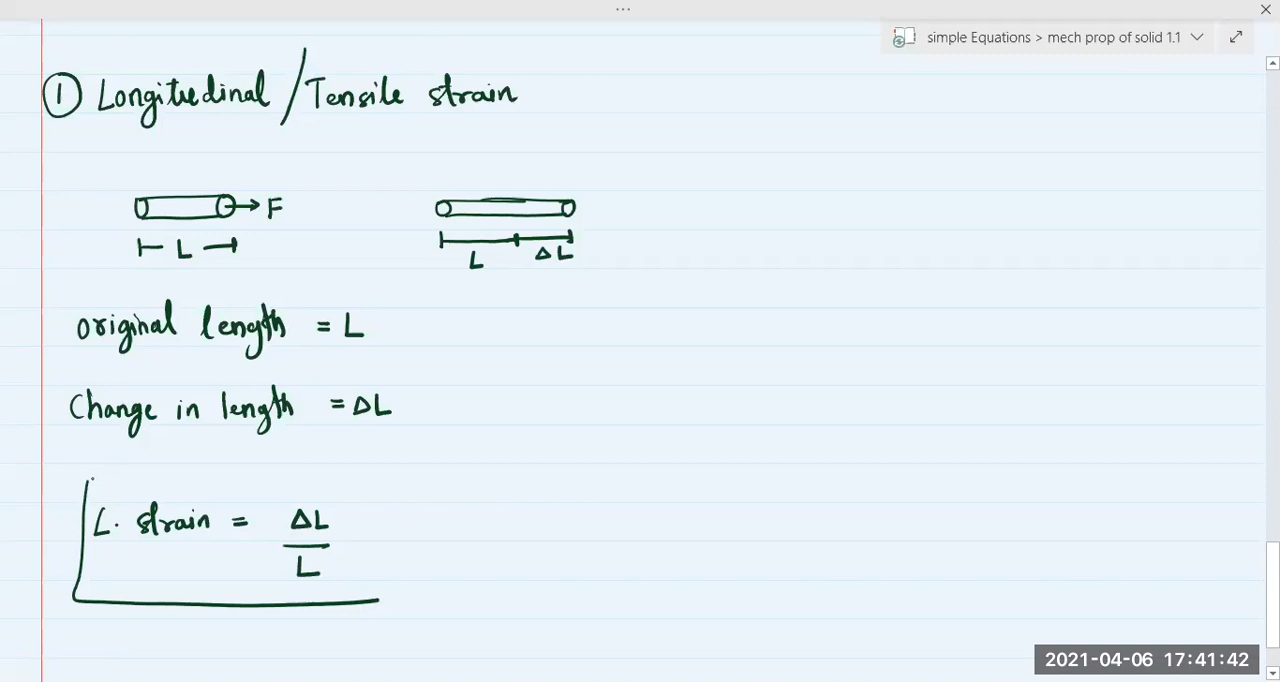 ...
simple Equations > mech prop of solid 1.1
① Longitudinal / Tensile strain
F
L
L ΔL
original length = L
Change in length = ΔL
L. strain = ΔL
L
2021-04-06 17:41:42